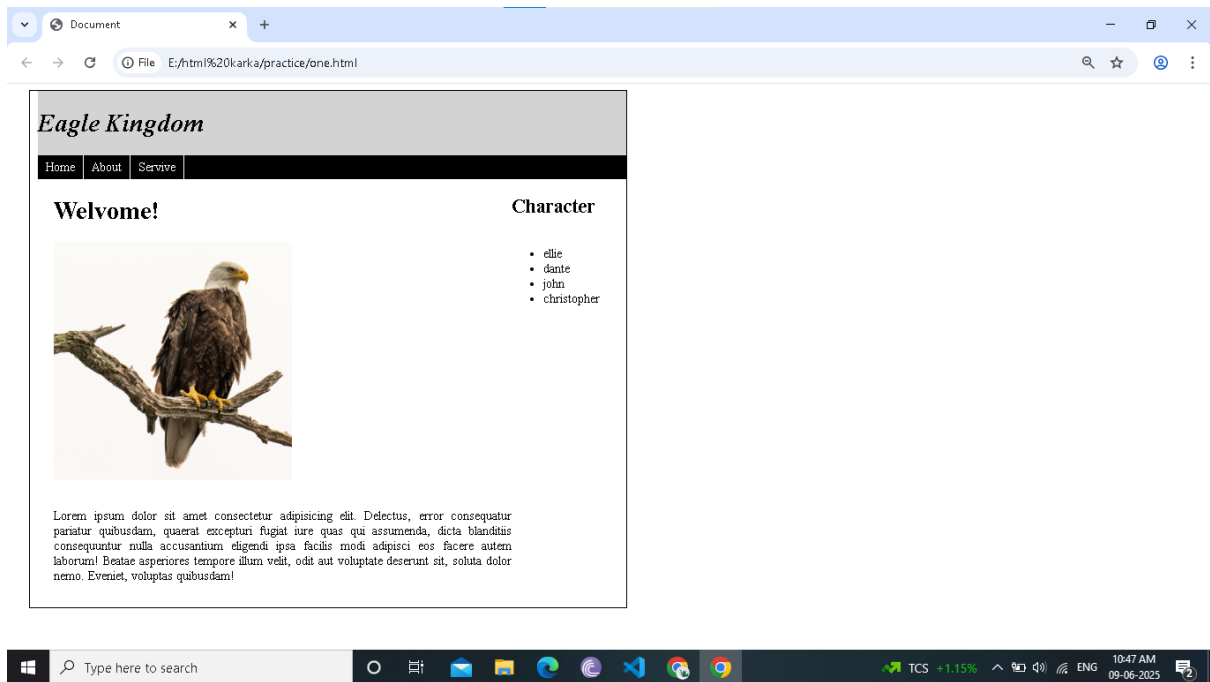 Document
File E:/html%20karka/practice/one.html
Eagle Kingdom
Home About Servive
Welvome!
Character
ellie
dante
john
christopher
Lorem ipsum dolor sit amet consectetur adipisicing elit. Delectus, error consequatur
pariatur quibusdam, quaerat excepturi fugiat iure quas qui assumenda, dicta blanditiis
consequuntur nulla accusantium eligendi ipsa facilis modi adipisci eos facere autem
laborum! Beatae asperiores tempore illum velit, odit aut voluptate deserunt sit, soluta dolor
nemo. Eveniet, voluptas quibusdam!
Type here to search
TCS +1.15%
ENG
10:47 AM
09-06-2025
2